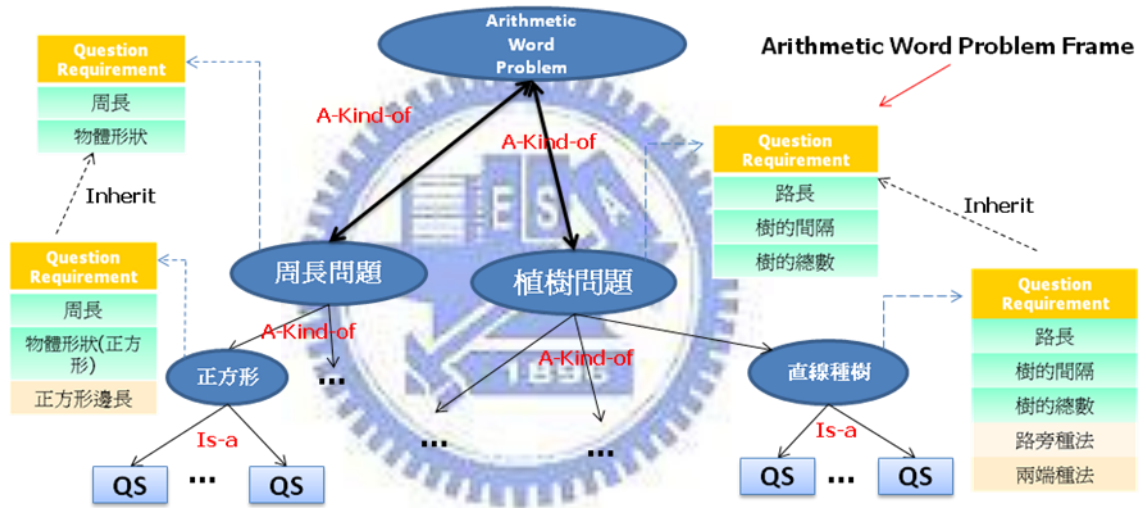 Arithmetic
Word
Problem
Arithmetic Word Problem Frame
Question
Requirement
周長
物體形狀
A-Kind-of
A-Kind-of
Question
Requirement
路長
樹的間隔
樹的總數
Inherit
Inherit
Question
Requirement
周長
物體形狀(正方
形)
正方形邊長
周長問題
植樹問題
Question
Requirement
路長
樹的間隔
樹的總數
路旁種法
兩端種法
A-Kind-of
A-Kind-of
正方形
...
直線種樹
...
...
Is-a
Is-a
QS
...
QS
QS
...
QS
ESA
1896